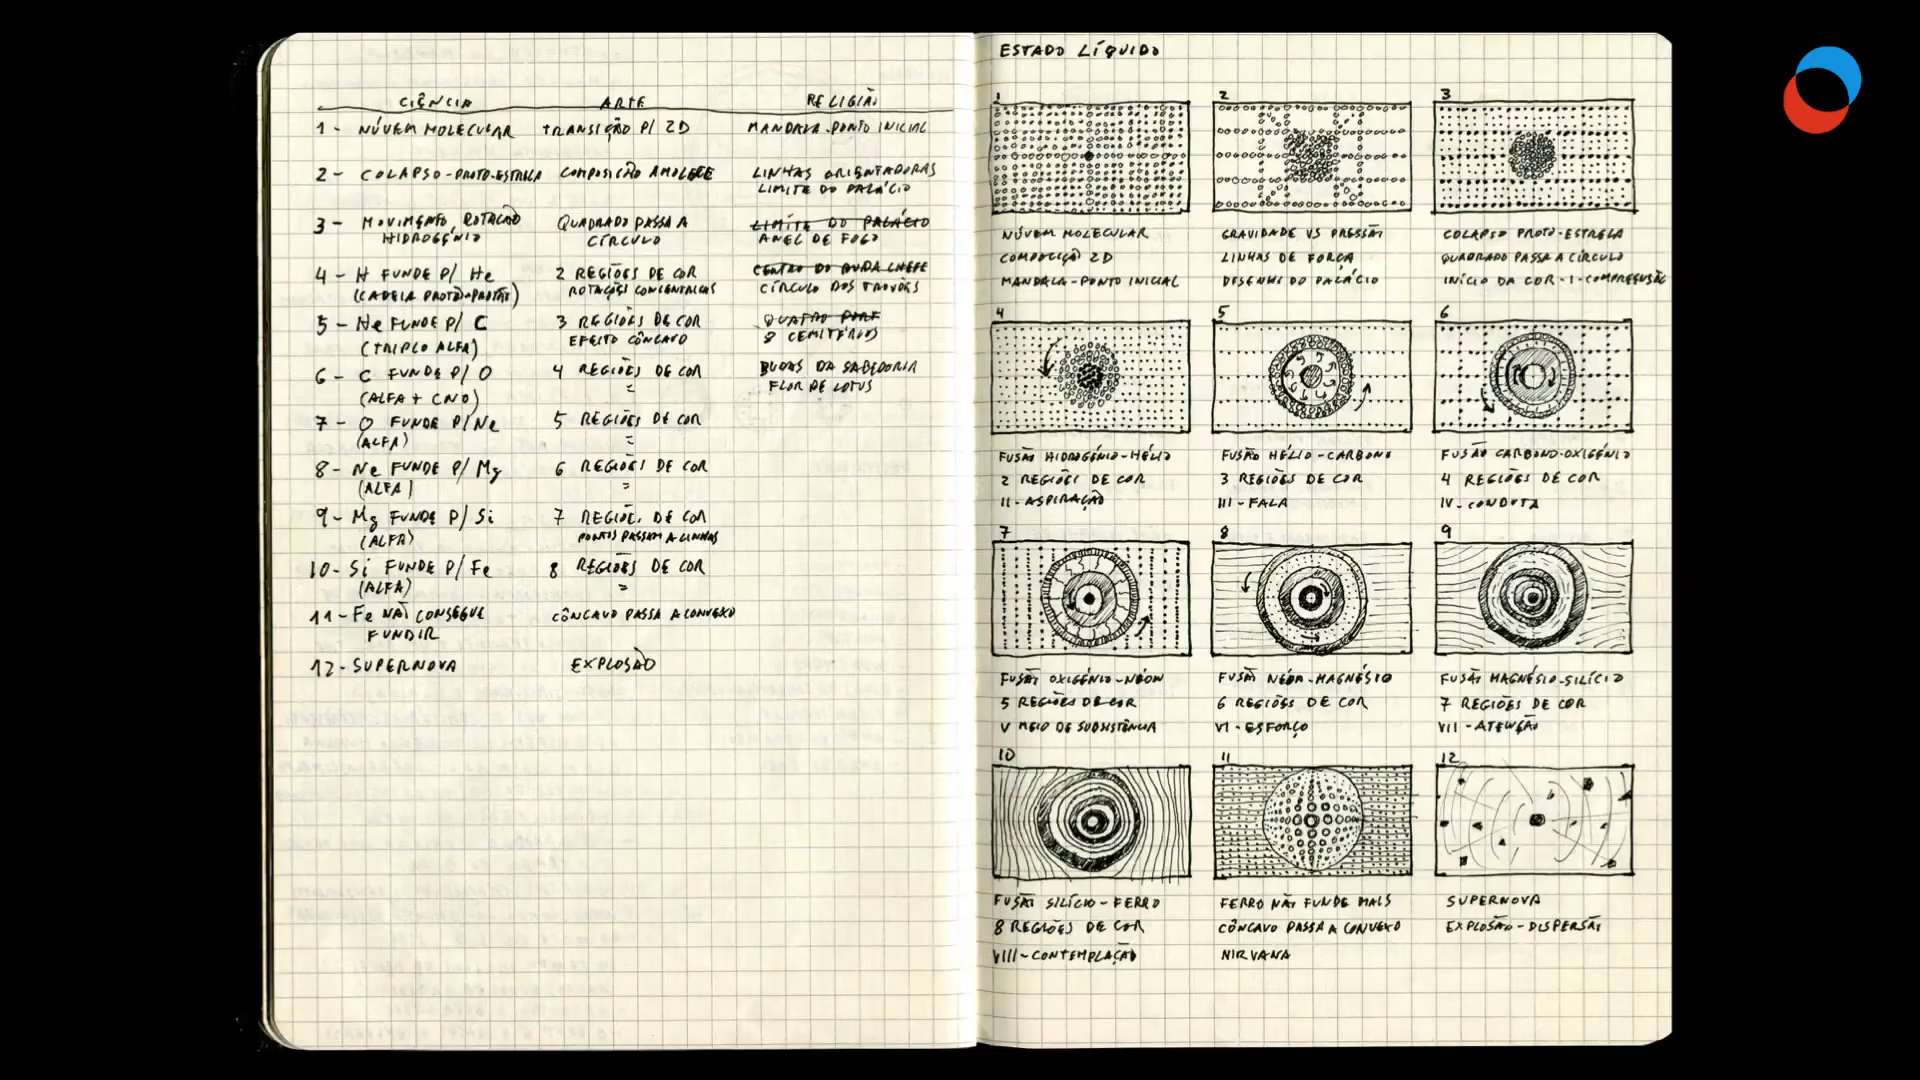 CIÊNCIA ARTE RELIGIÃO
1 - NÚVEM MOLECULAR TRANSIÇÃO P/ 2D MANDALA-PONTO INICIAL
2 - COLAPSO-PROTO-ESTRELA COMPOSIÇÃO AMOLECE LINHAS ORIENTADORAS
LIMITE DO PALÁCIO
3 - MOVIMENTO, ROTAÇÃO QUADRADO PASSA A LIMITE DO PALÁCIO
HIDROGÉNIO CÍRCULO ANEL DE FOGO
4 - H FUNDE P/ He 2 REGIÕES DE COR CENTRO DO BUDA CHEFE
(CADEIA PROTÃO-PROTÃO) ROTAÇÕES CONCENTRICAS CÍRCULO DOS TROVÕES
5 - He FUNDE P/ C 3 REGIÕES DE COR QUATRO
(TRIPLO ALFA) EFEITO CÔNCAVO 8 CEMITÉRIOS
6 - C FUNDE P/ O 4 REGIÕES DE COR BUDAS DA SABEDORIA
(ALFA + CNO) = FLOR DE LOTUS
7 - O FUNDE P/ Ne 5 REGIÕES DE COR
(ALFA) =
8 - Ne FUNDE P/ Mg 6 REGIÕES DE COR
(ALFA) =
9 - Mg FUNDE P/ Si 7 REGIÕES DE COR
(ALFA) PONTOS PASSAM A LINHAS
10 - Si FUNDE P/ Fe 8 REGIÕES DE COR
(ALFA) =
11 - Fe NÃO CONSEGUE CÔNCAVO PASSA A CONVEXO
FUNDIR
12 - SUPERNOVA EXPLOSÃO
ESTADO LÍQUIDO
1 2 3
NÚVEM MOLECULAR GRAVIDADE VS PRESSÃO COLAPSO PROTO-ESTRELA
COMPOSIÇÃO 2D LINHAS DE FORÇA QUADRADO PASSA A CÍRCULO
MANDALA-PONTO INICIAL DESENHO DO PALÁCIO INÍCIO DA COR - I - COMPREENSÃO
4 5 6
FUSÃO HIDROGÉNIO-HÉLIO FUSÃO HÉLIO-CARBONO FUSÃO CARBONO-OXIGÉNIO
2 REGIÕES DE COR 3 REGIÕES DE COR 4 REGIÕES DE COR
II - ASPIRAÇÃO III - FALA IV - CONDUTA
7 8 9
FUSÃO OXIGÉNIO-NÉON FUSÃO NÉON-MAGNÉSIO FUSÃO MAGNÉSIO-SILÍCIO
5 REGIÕES DE COR 6 REGIÕES DE COR 7 REGIÕES DE COR
V MEIO DE SUBSISTÊNCIA VI - ESFORÇO VII - ATENÇÃO
10 11 12
FUSÃO SILÍCIO - FERRO FERRO NÃO FUNDE MAIS SUPERNOVA
8 REGIÕES DE COR CÔNCAVO PASSA A CONVEXO EXPLOSÃO - DISPERSÃO
VIII - CONTEMPLAÇÃO NIRVANA